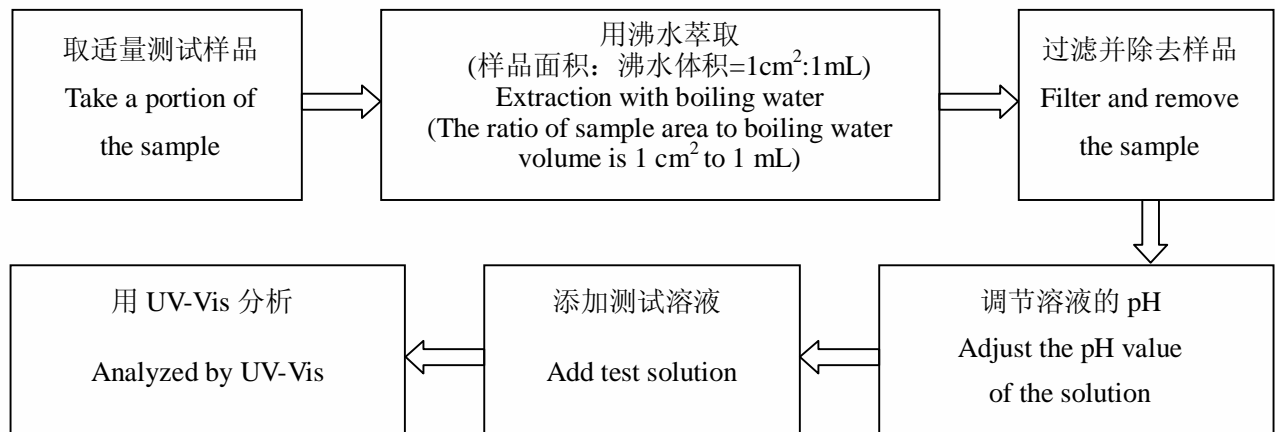 取适量测试样品
Take a portion of
the sample
用沸水萃取
(样品面积：沸水体积=1cm²:1mL)
Extraction with boiling water
(The ratio of sample area to boiling water
volume is 1 cm² to 1 mL)
过滤并除去样品
Filter and remove
the sample
调节溶液的 pH
Adjust the pH value
of the solution
添加测试溶液
Add test solution
用 UV-Vis 分析
Analyzed by UV-Vis